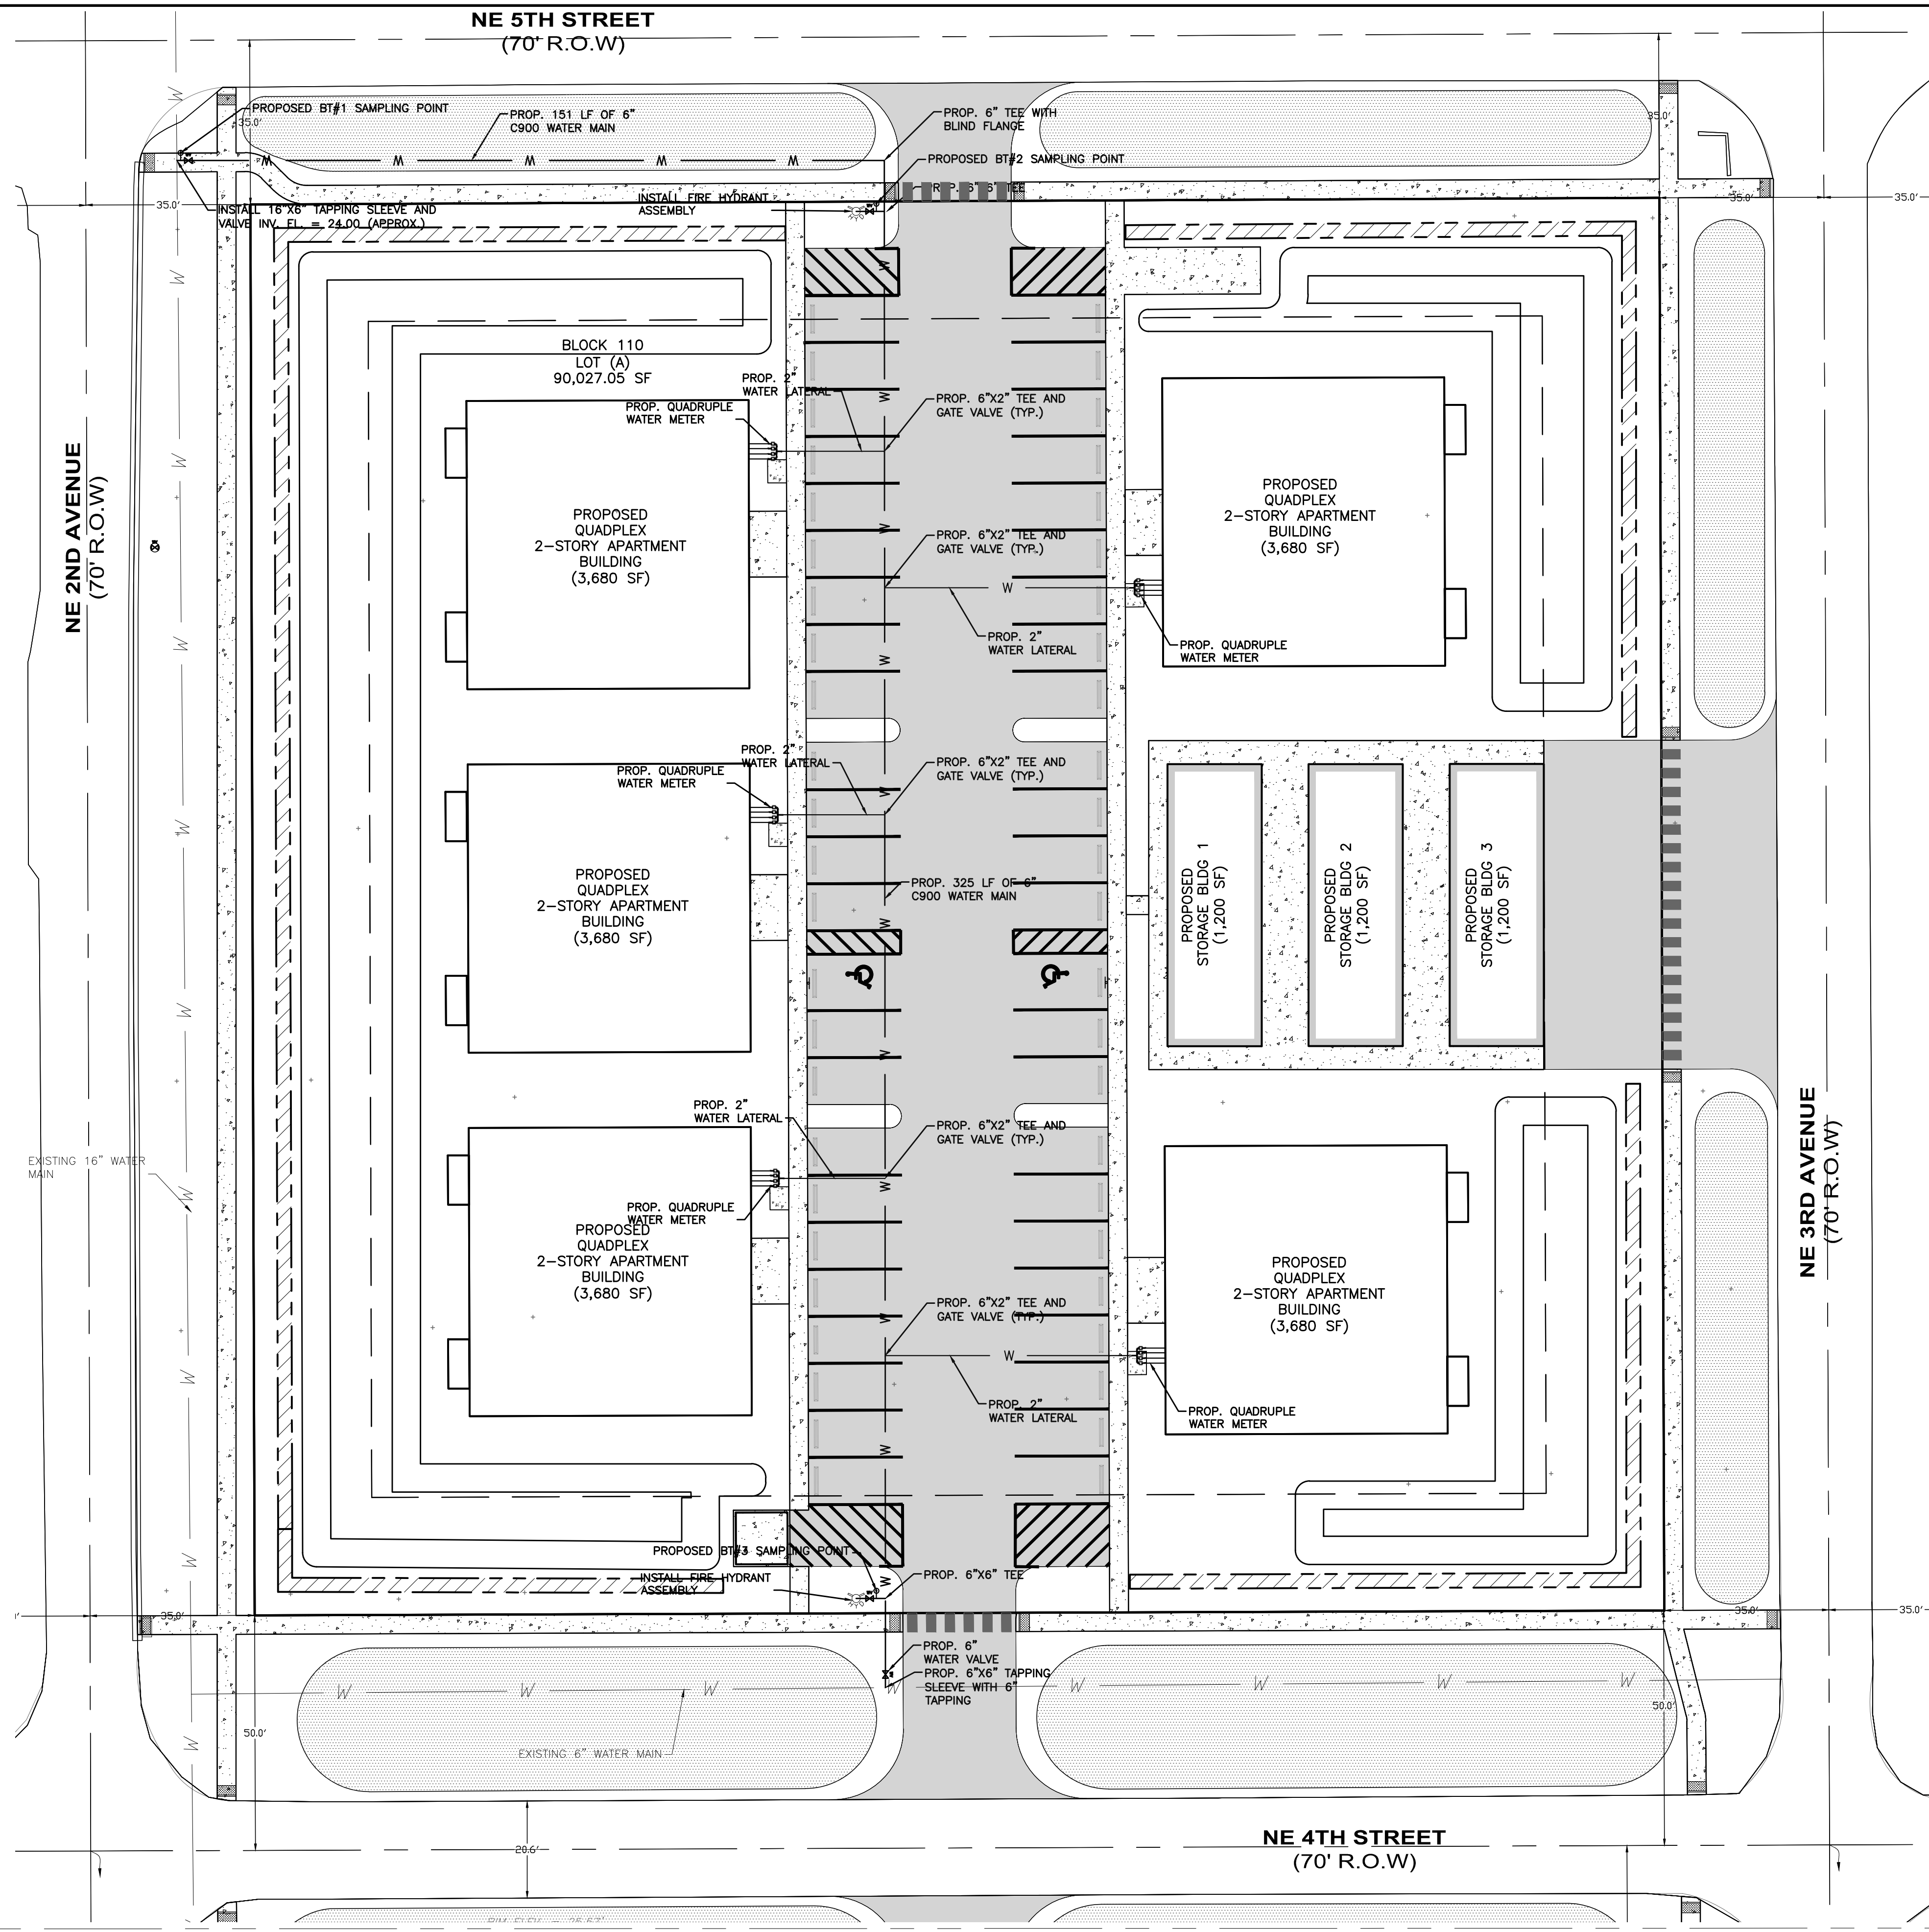 NE 5TH STREET
(70' R.O.W)
PROPOSED BT#1 SAMPLING POINT
35.0'
PROP. 151 LF OF 6"
C900 WATER MAIN
PROP. 6" TEE WITH
BLIND FLANGE
35.0'
W
W
W
W
W
W
PROPOSED BT#2 SAMPLING POINT
PROP. 6"X6" TEE
INSTALL FIRE HYDRANT
ASSEMBLY
35.0'
INSTALL 16"X6" TAPPING SLEEVE AND
VALVE INV. EL. = 24.00 (APPROX.)
35.0'
35.0'
W
W
BLOCK 110
LOT (A)
90,027.05 SF
PROP. 2"
WATER LATERAL
PROP. QUADRUPLE
WATER METER
PROP. 6"X2" TEE AND
GATE VALVE (TYP.)
W
NE 2ND AVENUE
(70' R.O.W)
W
PROPOSED
QUADPLEX
2-STORY APARTMENT
BUILDING
(3,680 SF)
PROPOSED
QUADPLEX
2-STORY APARTMENT
BUILDING
(3,680 SF)
W
PROP. 6"X2" TEE AND
GATE VALVE (TYP.)
W
PROP. 2"
WATER LATERAL
PROP. QUADRUPLE
WATER METER
W
W
PROP. 2"
WATER LATERAL
PROP. QUADRUPLE
WATER METER
PROP. 6"X2" TEE AND
GATE VALVE (TYP.)
W
W
PROPOSED
QUADPLEX
2-STORY APARTMENT
BUILDING
(3,680 SF)
PROP. 325 LF OF 6"
C900 WATER MAIN
W
PROPOSED
STORAGE BLDG 1
(1,200 SF)
PROPOSED
STORAGE BLDG 2
(1,200 SF)
PROPOSED
STORAGE BLDG 3
(1,200 SF)
W
W
PROP. 2"
WATER LATERAL
PROP. 6"X2" TEE AND
GATE VALVE (TYP.)
EXISTING 16" WATER
MAIN
W
W
PROP. QUADRUPLE
WATER METER
PROPOSED
QUADPLEX
2-STORY APARTMENT
BUILDING
(3,680 SF)
NE 3RD AVENUE
(70' R.O.W)
PROPOSED
QUADPLEX
2-STORY APARTMENT
BUILDING
(3,680 SF)
PROP. 6"X2" TEE AND
GATE VALVE (TYP.)
W
W
W
PROP. 2"
WATER LATERAL
PROP. QUADRUPLE
WATER METER
W
PROPOSED BT#3 SAMPLING POINT
W
W
PROP. 6"X6" TEE
INSTALL FIRE HYDRANT
ASSEMBLY
35.0'
35.0'
35.0'
PROP. 6"
WATER VALVE
PROP. 6"X6" TAPPING
SLEEVE WITH 6"
TAPPING
W
W
W
W
W
W
W
W
W
50.0'
50.0'
EXISTING 6" WATER MAIN
NE 4TH STREET
(70' R.O.W)
20.6'
RIM ELEV. = 26.67'